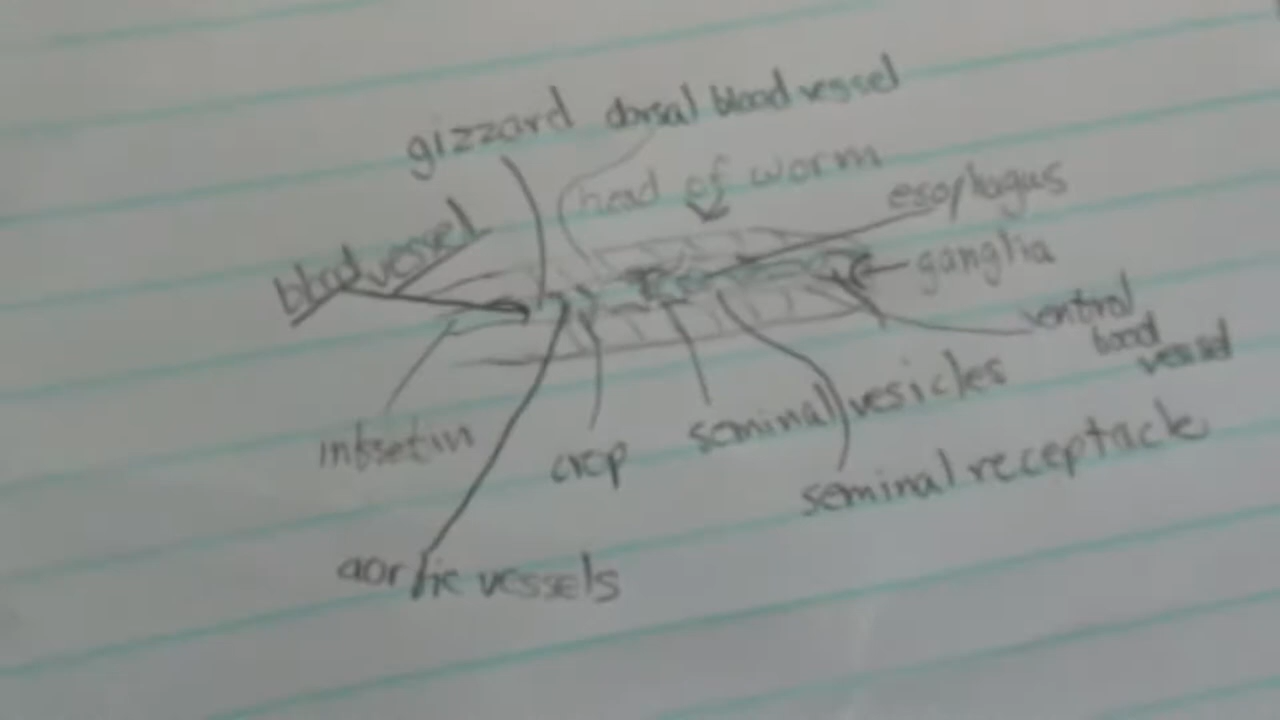 gizzard
dorsal blood vessel
head of worm
esophagus
blood vessel
ganglia
ventral
blood
vessel
intsetin
crop
seminal vesicles
seminal receptacle
aortic vessels